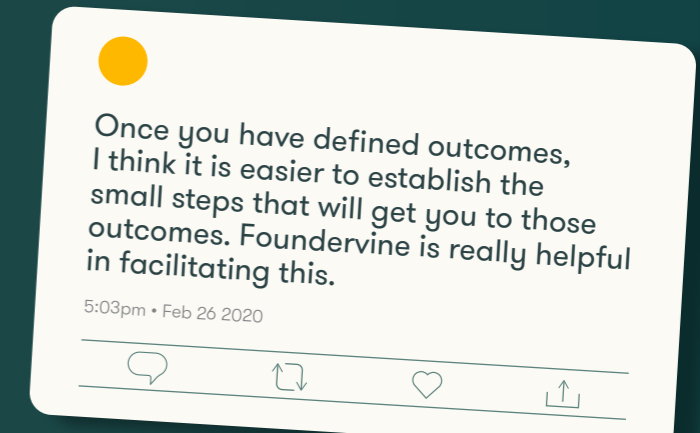 Once you have defined outcomes,
I think it is easier to establish the
small steps that will get you to those
outcomes. Foundervine is really helpful
in facilitating this.
5:03pm • Feb 26 2020